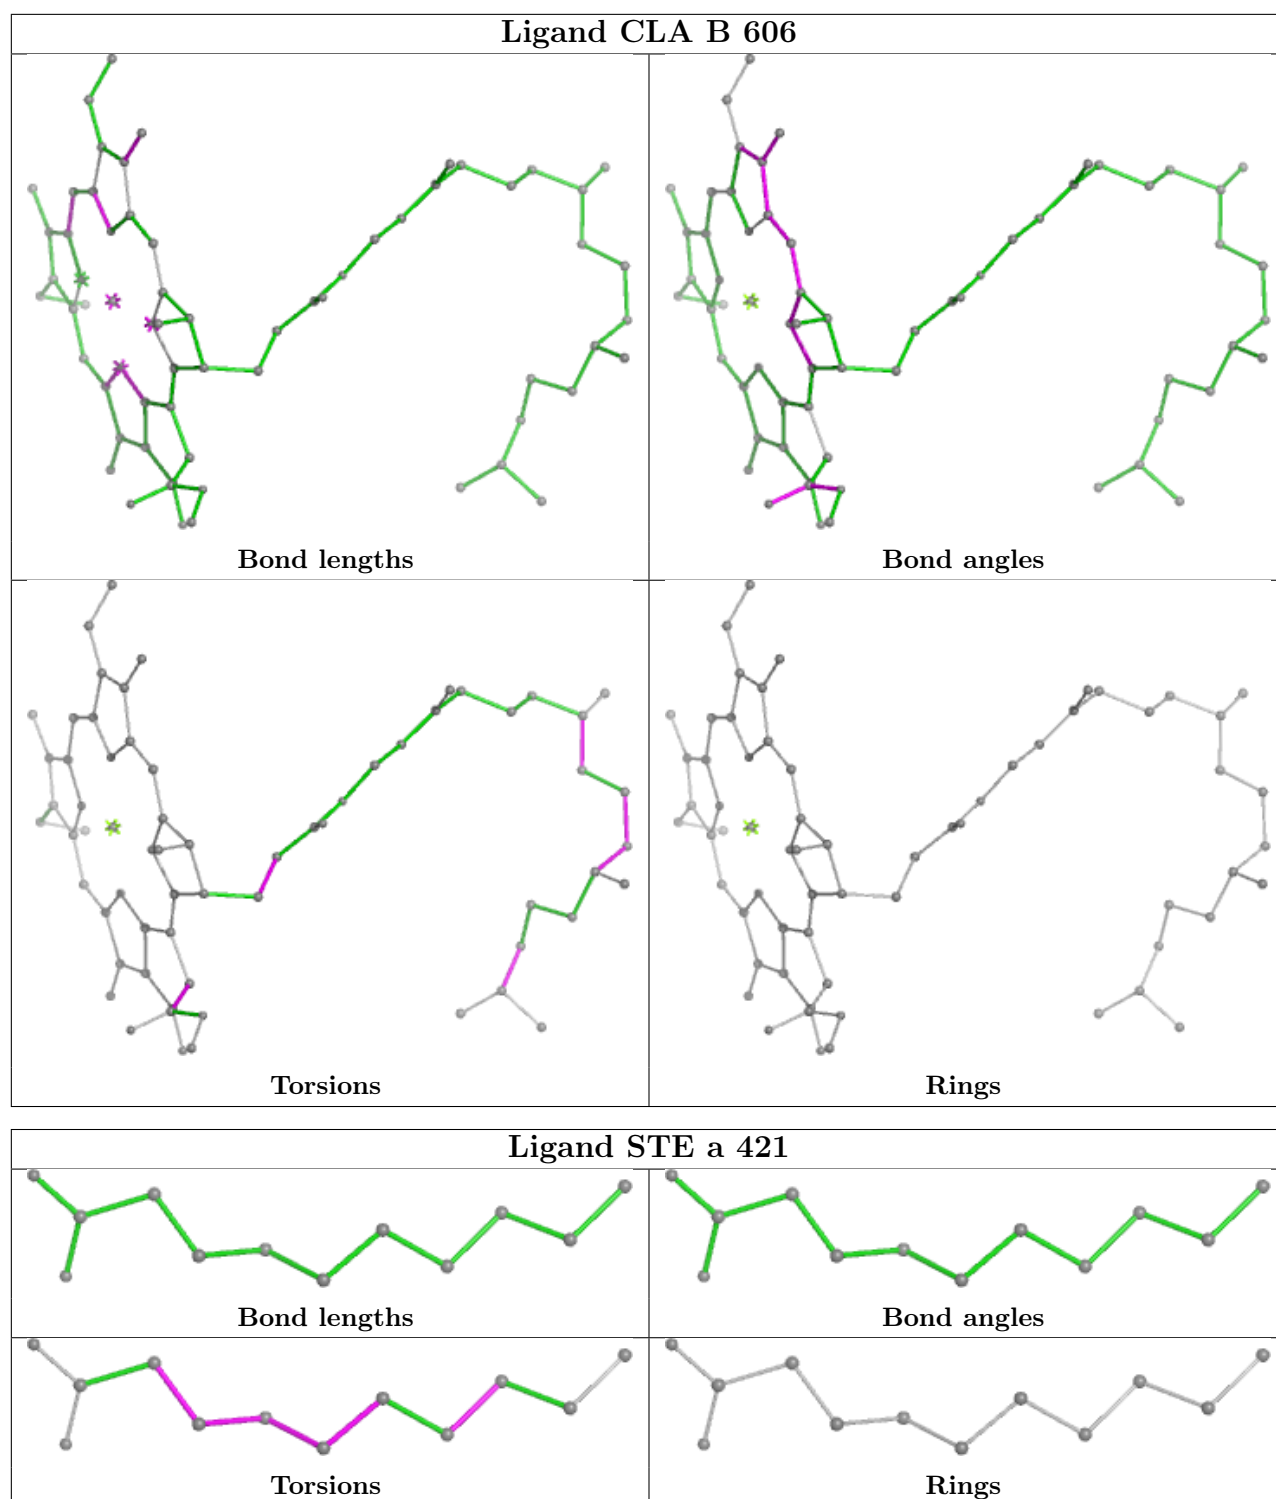 Ligand CLA B 606
Bond lengths
Bond angles
Torsions
Rings
Ligand STE a 421
Bond lengths
Bond angles
Torsions
Rings